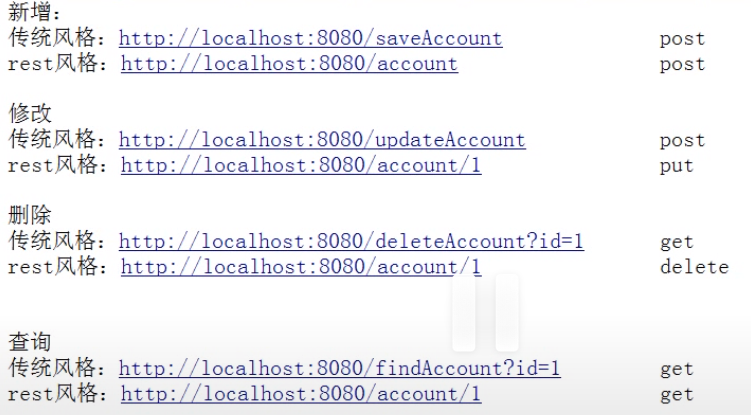 新增：
传统风格：http://localhost:8080/saveAccount post
rest风格：http://localhost:8080/account post
修改
传统风格：http://localhost:8080/updateAccount post
rest风格：http://localhost:8080/account/1 put
删除
传统风格：http://localhost:8080/deleteAccount?id=1 get
rest风格：http://localhost:8080/account/1 delete
查询
传统风格：http://localhost:8080/findAccount?id=1 get
rest风格：http://localhost:8080/account/1 get